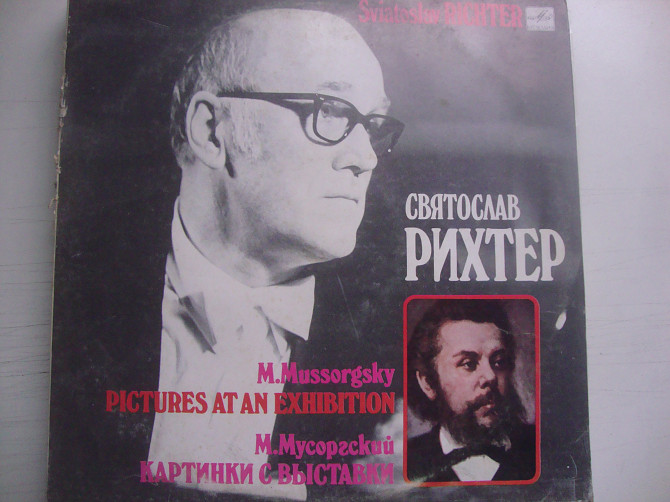 Sviatoslav RICHTER
СВЯТОСЛАВ
РИХТЕР
M.Mussorgsky
PICTURES AT AN EXHIBITION
М.Мусоргский
КАРТИНКИ С ВЫСТАВКИ